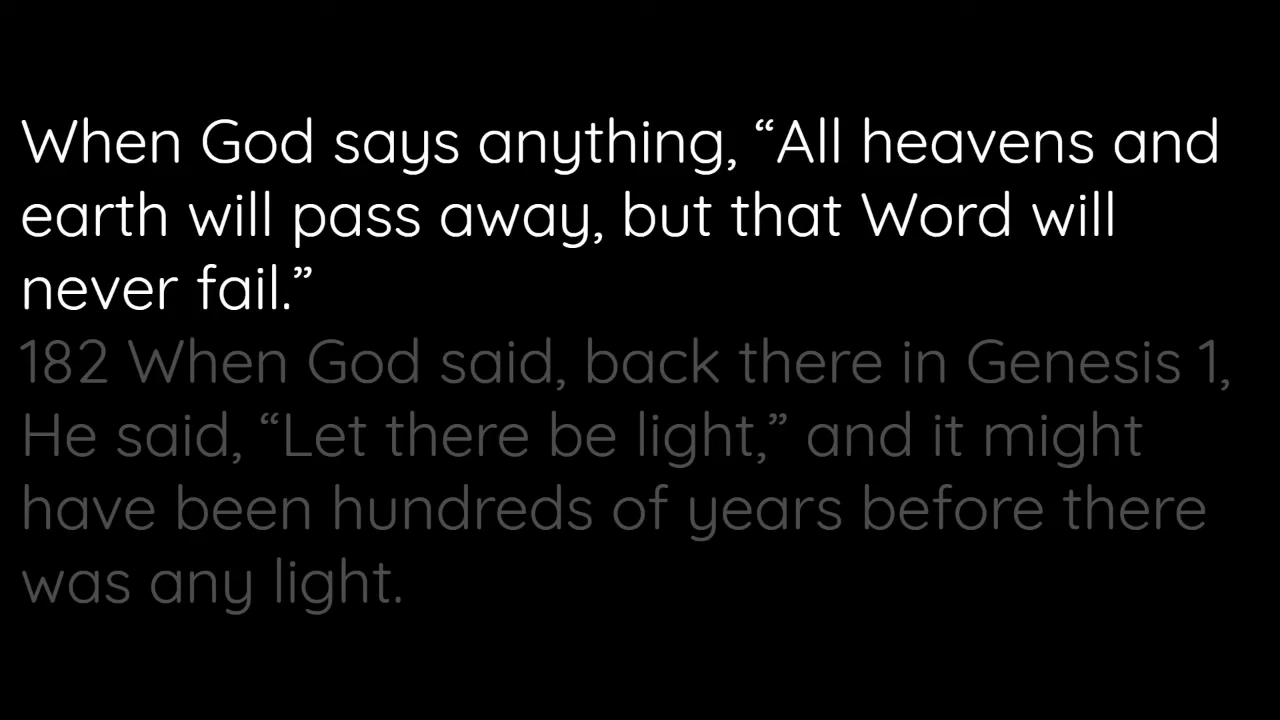 When God says anything, “All heavens and
earth will pass away, but that Word will
never fail.”
182 When God said, back there in Genesis 1,
He said, “Let there be light,” and it might
have been hundreds of years before there
was any light.